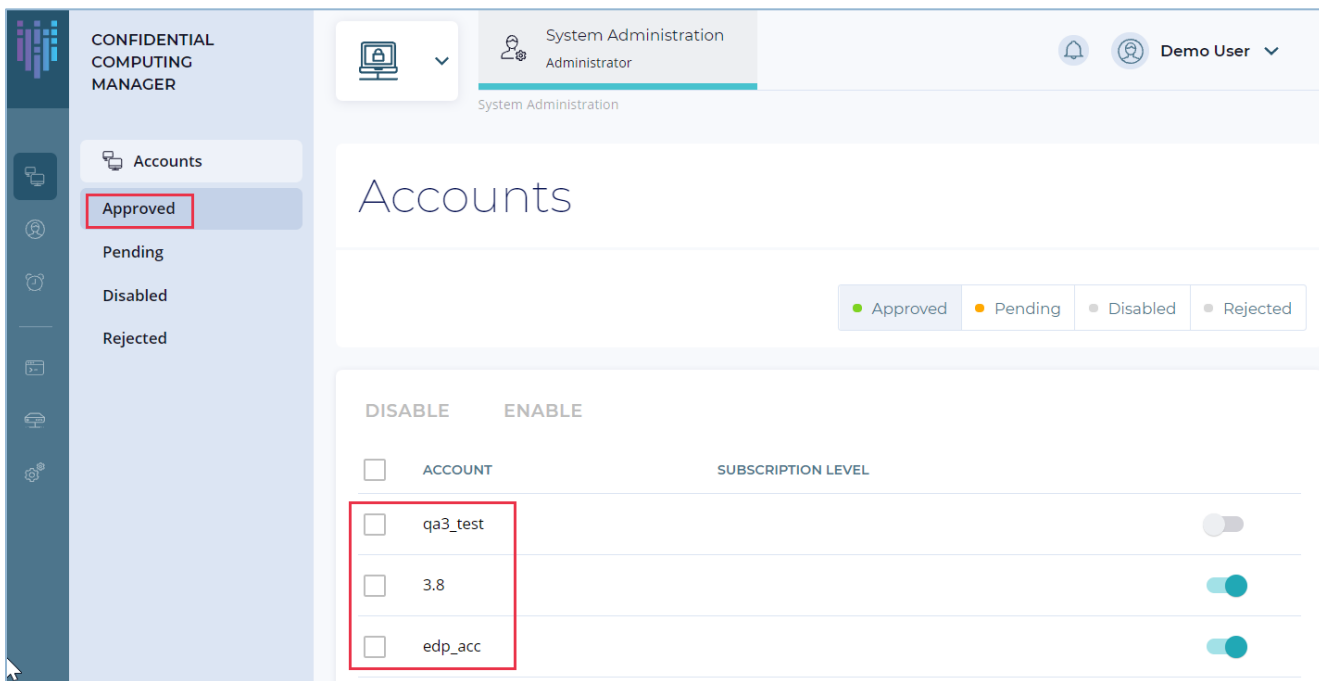 CONFIDENTIAL
COMPUTING
MANAGER
System Administration
Administrator
Demo User
System Administration
Accounts
Approved
Pending
Disabled
Rejected
Accounts
Approved Pending Disabled Rejected
DISABLE ENABLE
ACCOUNT SUBSCRIPTION LEVEL
qa3_test
3.8
edp_acc